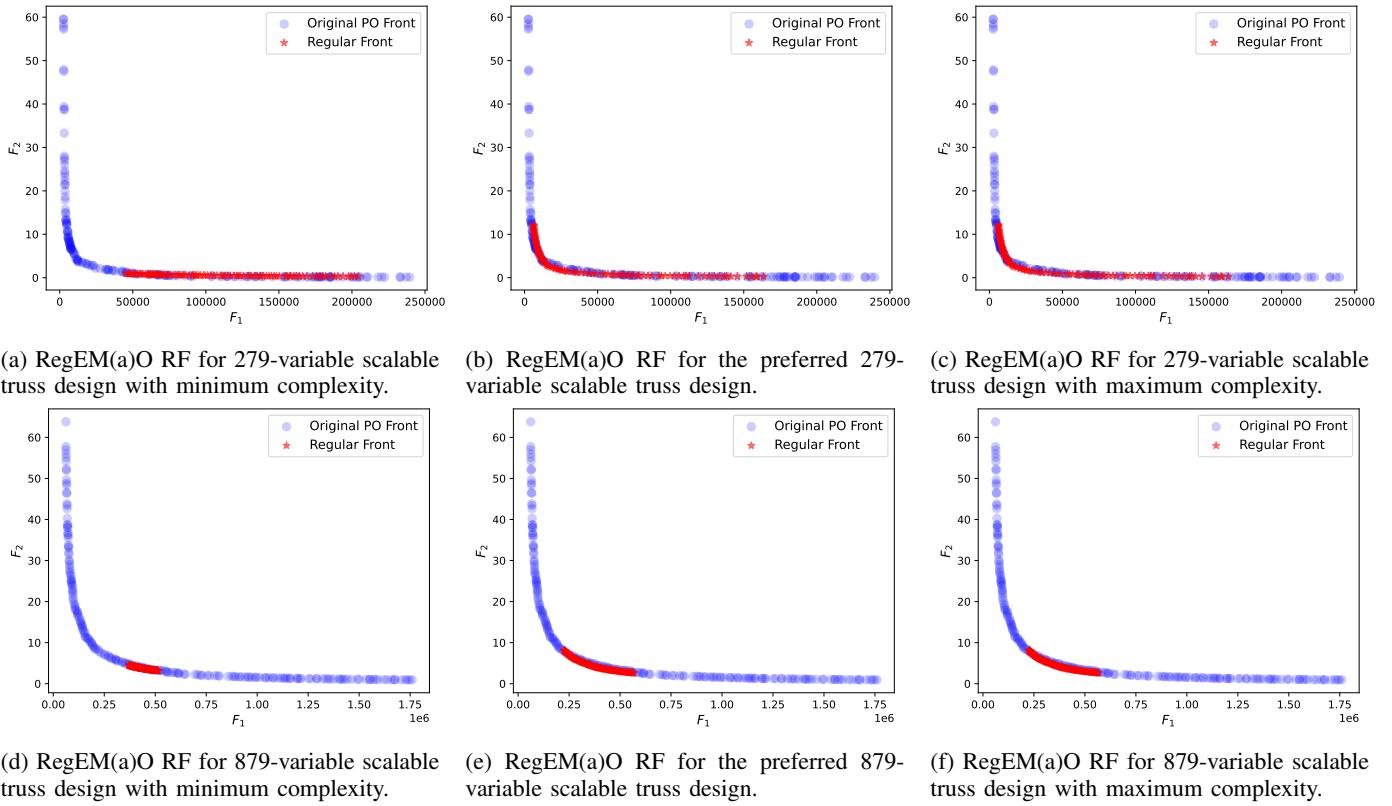 60
50
40
30
20
10
0
F2
0 50000 100000 150000 200000 250000
F1
Original PO Front
Regular Front
60
50
40
30
20
10
0
F2
0 50000 100000 150000 200000 250000
F1
Original PO Front
Regular Front
60
50
40
30
20
10
0
F2
0 50000 100000 150000 200000 250000
F1
Original PO Front
Regular Front
(a) RegEM(a)O RF for 279-variable scalable
truss design with minimum complexity.
(b) RegEM(a)O RF for the preferred 279-
variable scalable truss design.
(c) RegEM(a)O RF for 279-variable scalable
truss design with maximum complexity.
60
50
40
30
20
10
0
F2
0.00 0.25 0.50 0.75 1.00 1.25 1.50 1.75
1e6
F1
Original PO Front
Regular Front
60
50
40
30
20
10
0
F2
0.00 0.25 0.50 0.75 1.00 1.25 1.50 1.75
1e6
F1
Original PO Front
Regular Front
60
50
40
30
20
10
0
F2
0.00 0.25 0.50 0.75 1.00 1.25 1.50 1.75
1e6
F1
Original PO Front
Regular Front
(d) RegEM(a)O RF for 879-variable scalable
truss design with minimum complexity.
(e) RegEM(a)O RF for the preferred 879-
variable scalable truss design.
(f) RegEM(a)O RF for 879-variable scalable
truss design with maximum complexity.